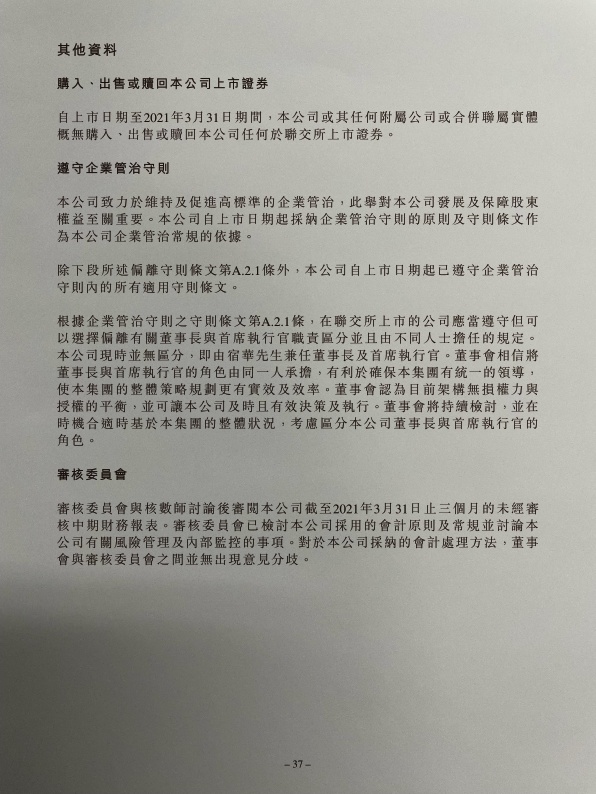 其他資料
購入、出售或贖回本公司上市證券
自上市日期至2021年3月31日期間，本公司或其任何附屬公司或合併聯屬實體
概無購入、出售或贖回本公司任何於聯交所上市證券。
遵守企業管治守則
本公司致力於維持及促進高標準的企業管治，此舉對本公司發展及保障股東
權益至關重要。本公司自上市日期起採納企業管治守則的原則及守則條文作
為本公司企業管治常規的依據。
除下段所述偏離守則條文第A.2.1條外，本公司自上市日期起已遵守企業管治
守則內的所有適用守則條文。
根據企業管治守則之守則條文第A.2.1條，在聯交所上市的公司應當遵守但可
以選擇偏離有關董事長與首席執行官職責區分並且由不同人士擔任的規定。
本公司現時並無區分，即由宿華先生兼任董事長及首席執行官。董事會相信將
董事長與首席執行官的角色由同一人承擔，有利於確保本集團有統一的領導，
使本集團的整體策略規劃更有實效及效率。董事會認為目前架構無損權力與
授權的平衡，並可讓本公司及時且有效決策及執行。董事會將持續檢討，並在
時機合適時基於本集團的整體狀況，考慮區分本公司董事長與首席執行官的
角色。
審核委員會
審核委員會與核數師討論後審閱本公司截至2021年3月31日止三個月的未經審
核中期財務報表。審核委員會已檢討本公司採用的會計原則及常規並討論本
公司有關風險管理及內部監控的事項。對於本公司採納的會計處理方法，董事
會與審核委員會之間並無出現意見分歧。
– 37 –